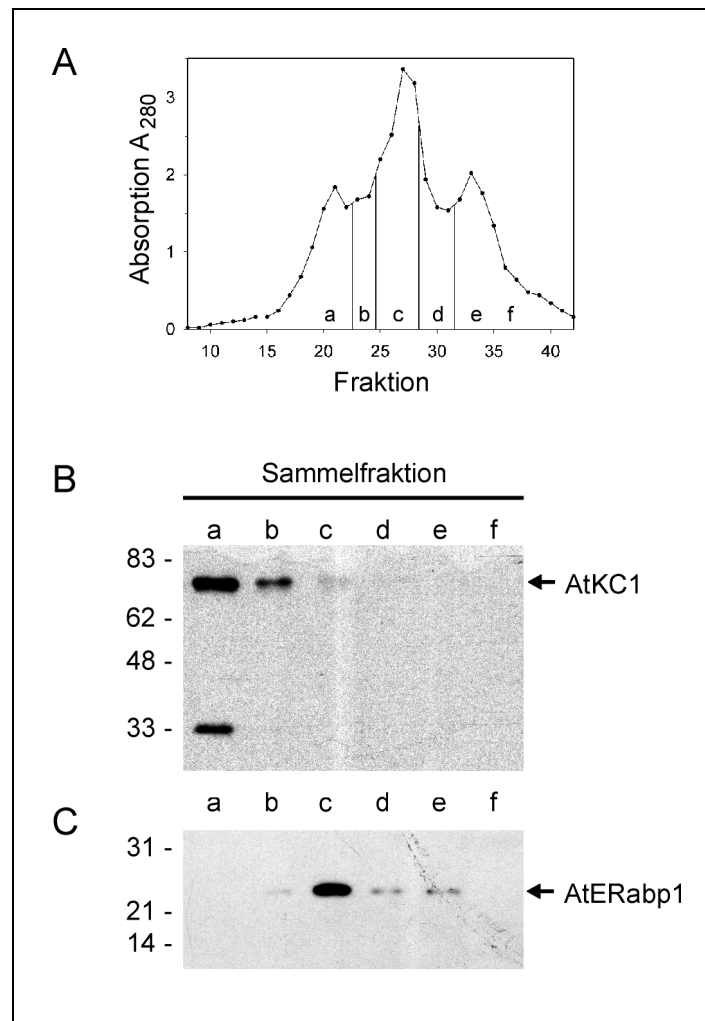 A
Absorption A280
3
2
1
0
a b c d e f
10 15 20 25 30 35 40
Fraktion
B
Sammelfraktion
a b c d e f
83 -
AtKC1
62 -
48 -
33 -
a b c d e f
C
31 -
AtERabp1
21 -
14 -